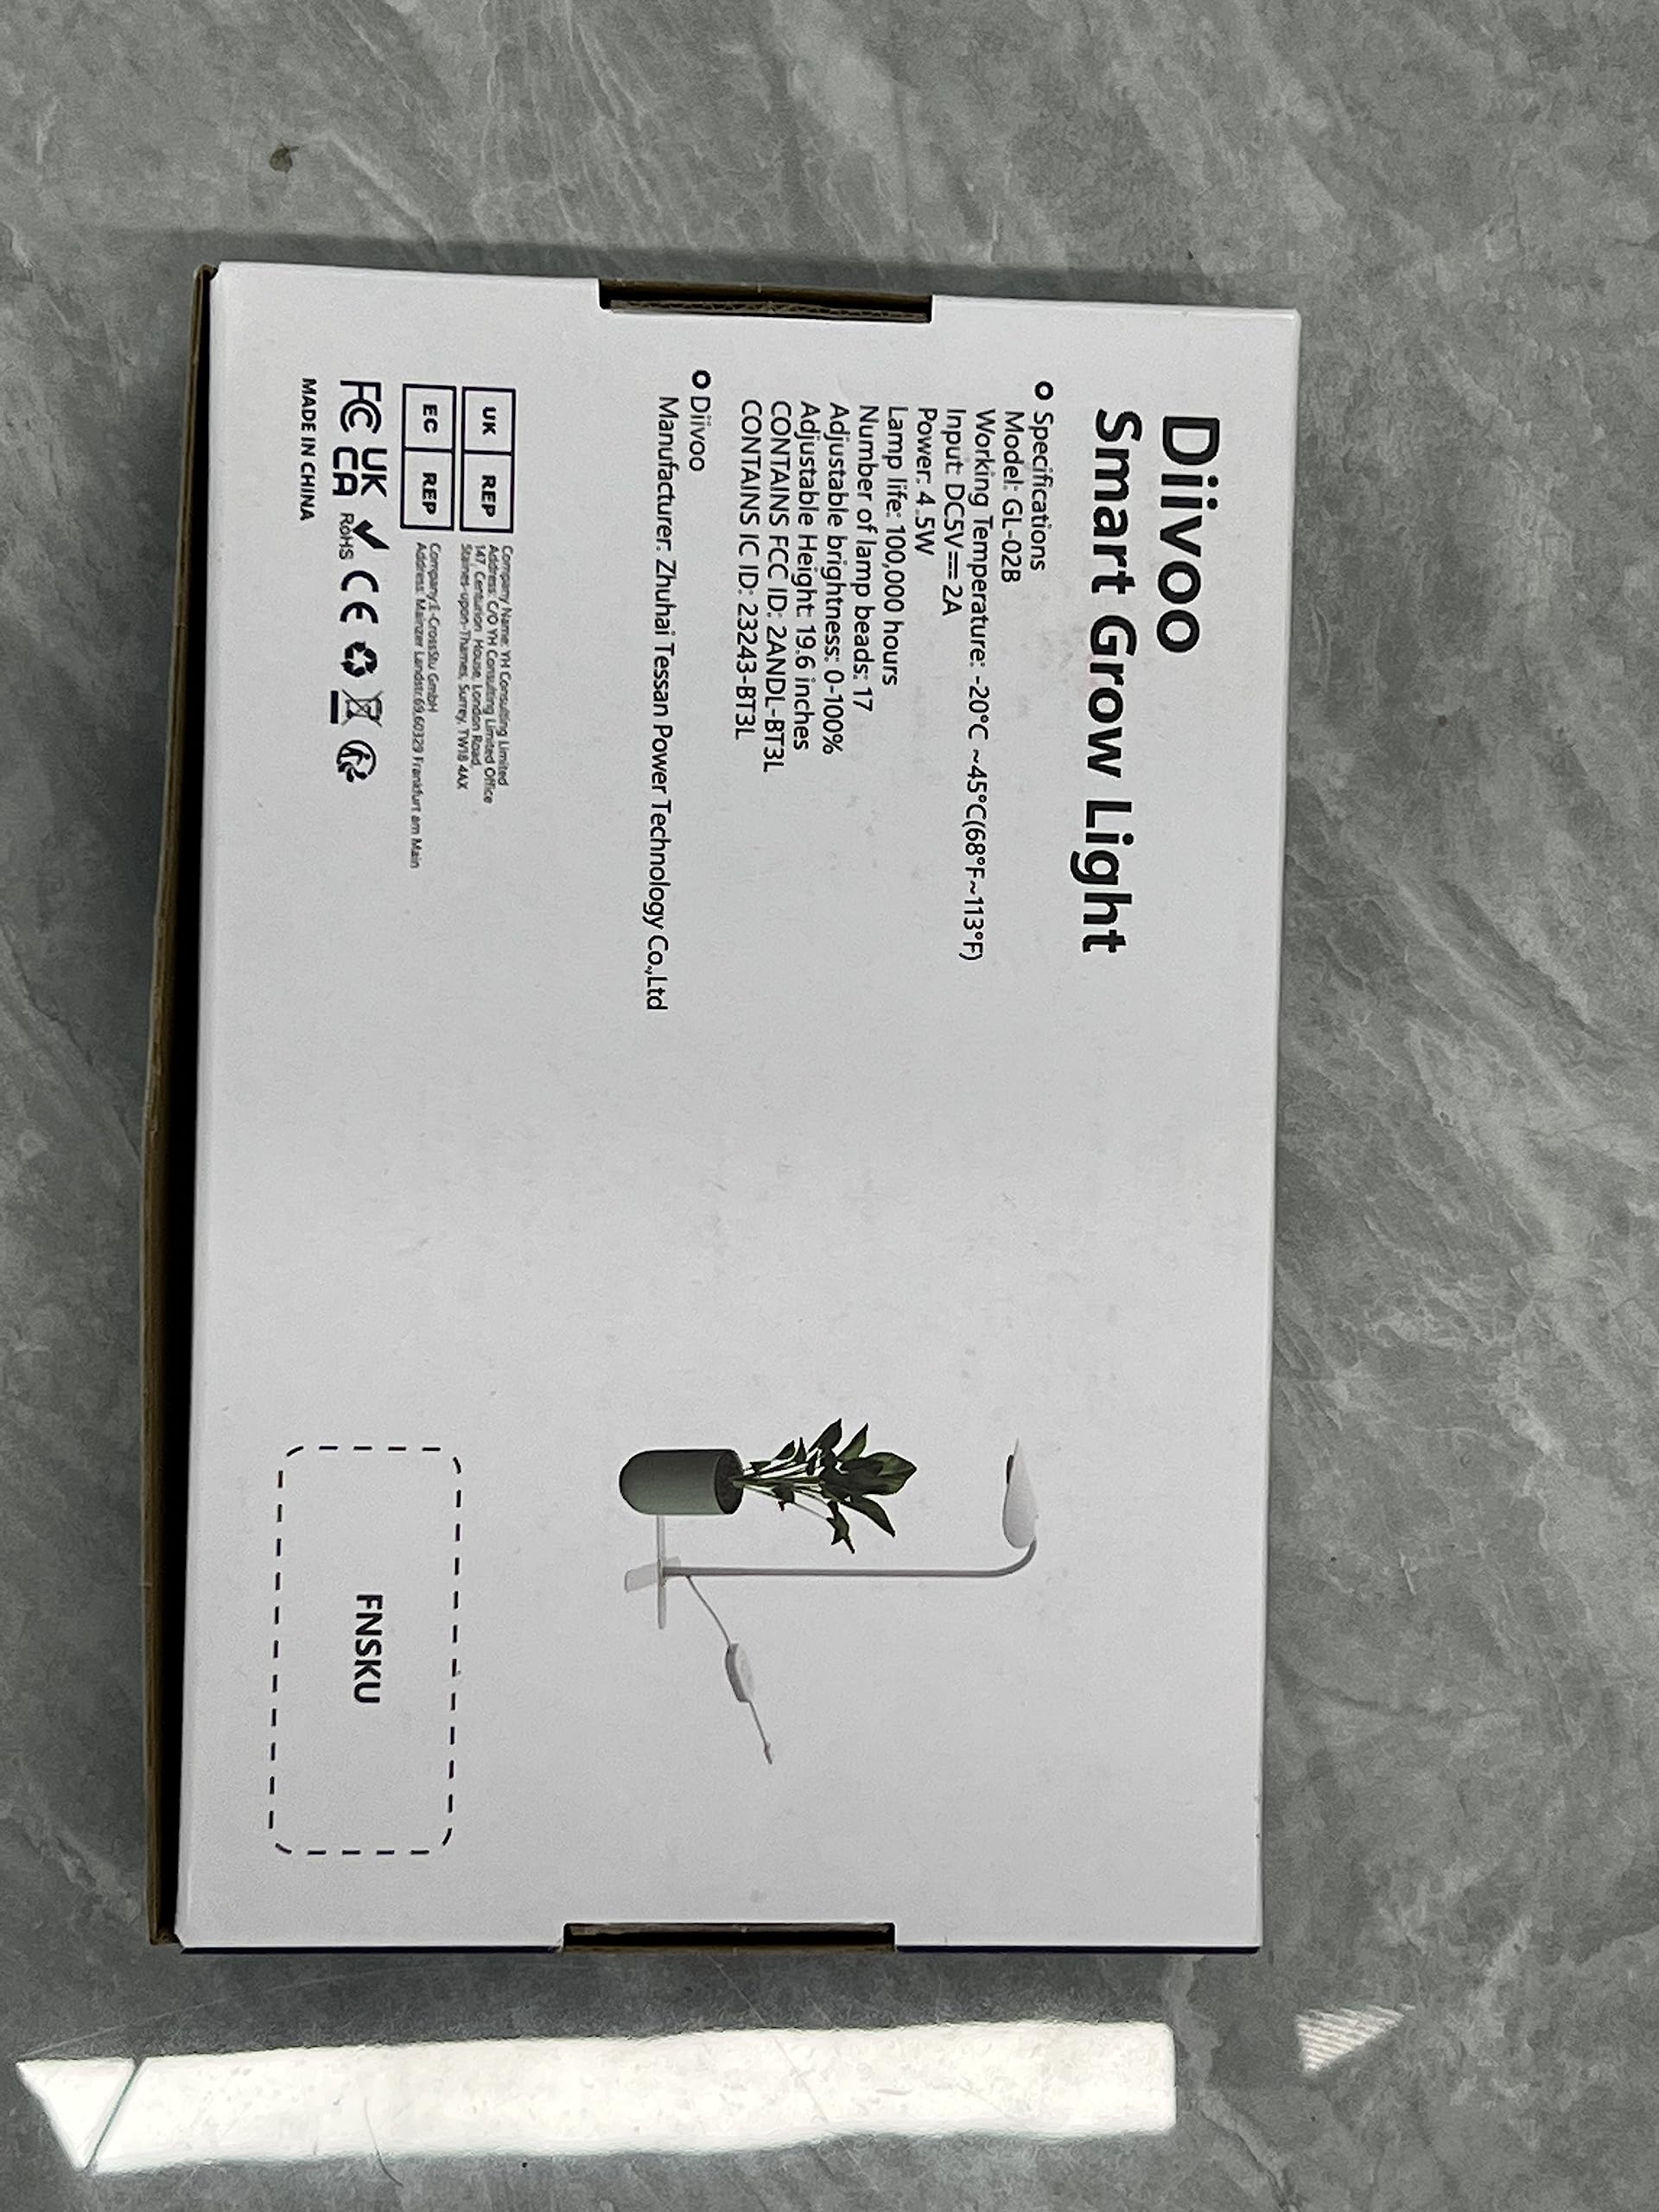 Diivoo
Smart Grow Light
Specifications
Model: GL-02B
Working Temperature: -20°C ~45°C(68°F~113°F)
Input: DC5V⎓2A
Power: 4.5W
Lamp life: 100,000 hours
Number of lamp beads: 17
Adjustable brightness: 0-100%
Adjustable Height: 19.6 inches
CONTAINS FCC ID: 2ANDL-BT3L
CONTAINS IC ID: 23243-BT3L
Diivoo
Manufacturer: Zhuhai Tessan Power Technology Co.,Ltd
UK REP
Company Name: YH Consulting Limited
Address: C/O YH Consulting Limited Office
147, Centurion House, London Road,
Staines-upon-Thames, Surrey, TW18 4AX
EC REP
Company:E-CrossStu GmbH
Address: Mainzer Landstr.69,60329 Frankfurt am Main
FC UK CA RoHS CE
MADE IN CHINA
FNSKU